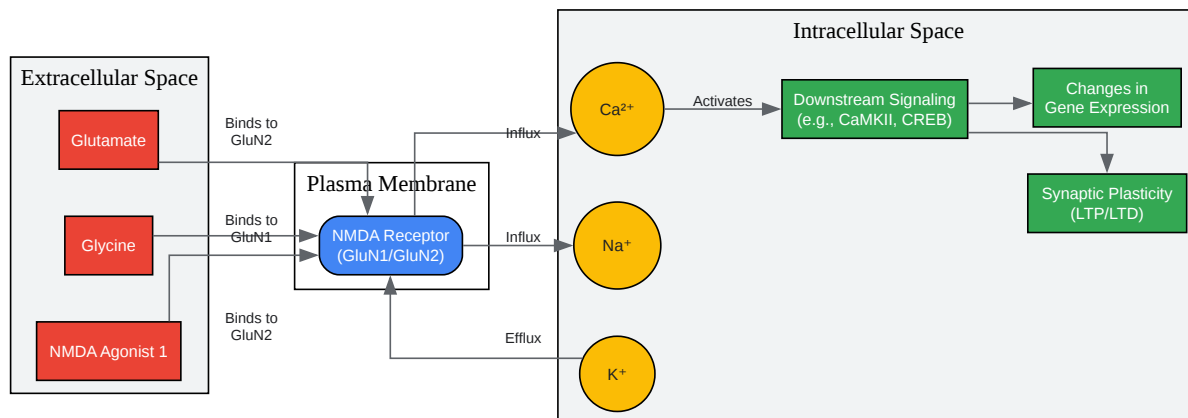 Extracellular Space
Glutamate
Glycine
NMDA Agonist 1
Binds to
GluN2
Binds to
GluN1
Binds to
GluN2
Plasma Membrane
NMDA Receptor
(GluN1/GluN2)
Influx
Influx
Efflux
Intracellular Space
Ca²⁺
Na⁺
K⁺
Activates
Downstream Signaling
(e.g., CaMKII, CREB)
Changes in
Gene Expression
Synaptic Plasticity
(LTP/LTD)